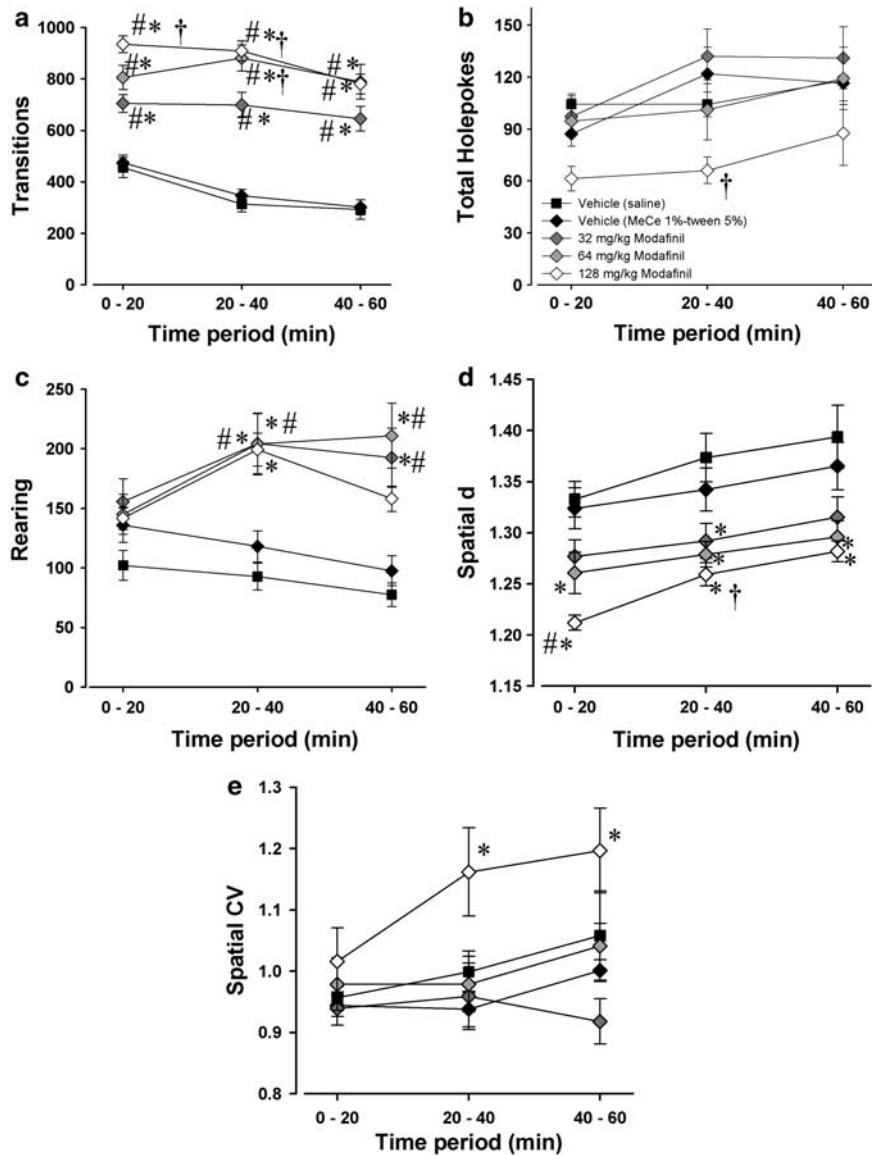 a
Transitions
1000
800
600
400
200
0
#* †
#*†
#*
#*
#*†
#*
#*
#*
#*
0 - 20 20 - 40 40 - 60
Time period (min)
b
Total Holepokes
150
120
90
60
30
0
†
Vehicle (saline)
Vehicle (MeCe 1%-tween 5%)
32 mg/kg Modafinil
64 mg/kg Modafinil
128 mg/kg Modafinil
0 - 20 20 - 40 40 - 60
Time period (min)
c
Rearing
250
200
150
100
50
0
#*
*#
*
*#
*#
0 - 20 20 - 40 40 - 60
Time period (min)
d
Spatial d
1.45
1.40
1.35
1.30
1.25
1.20
1.15
*
#*
*
*
*†
*
*
0 - 20 20 - 40 40 - 60
Time period (min)
e
Spatial CV
1.3
1.2
1.1
1.0
0.9
0.8
*
*
0 - 20 20 - 40 40 - 60
Time period (min)